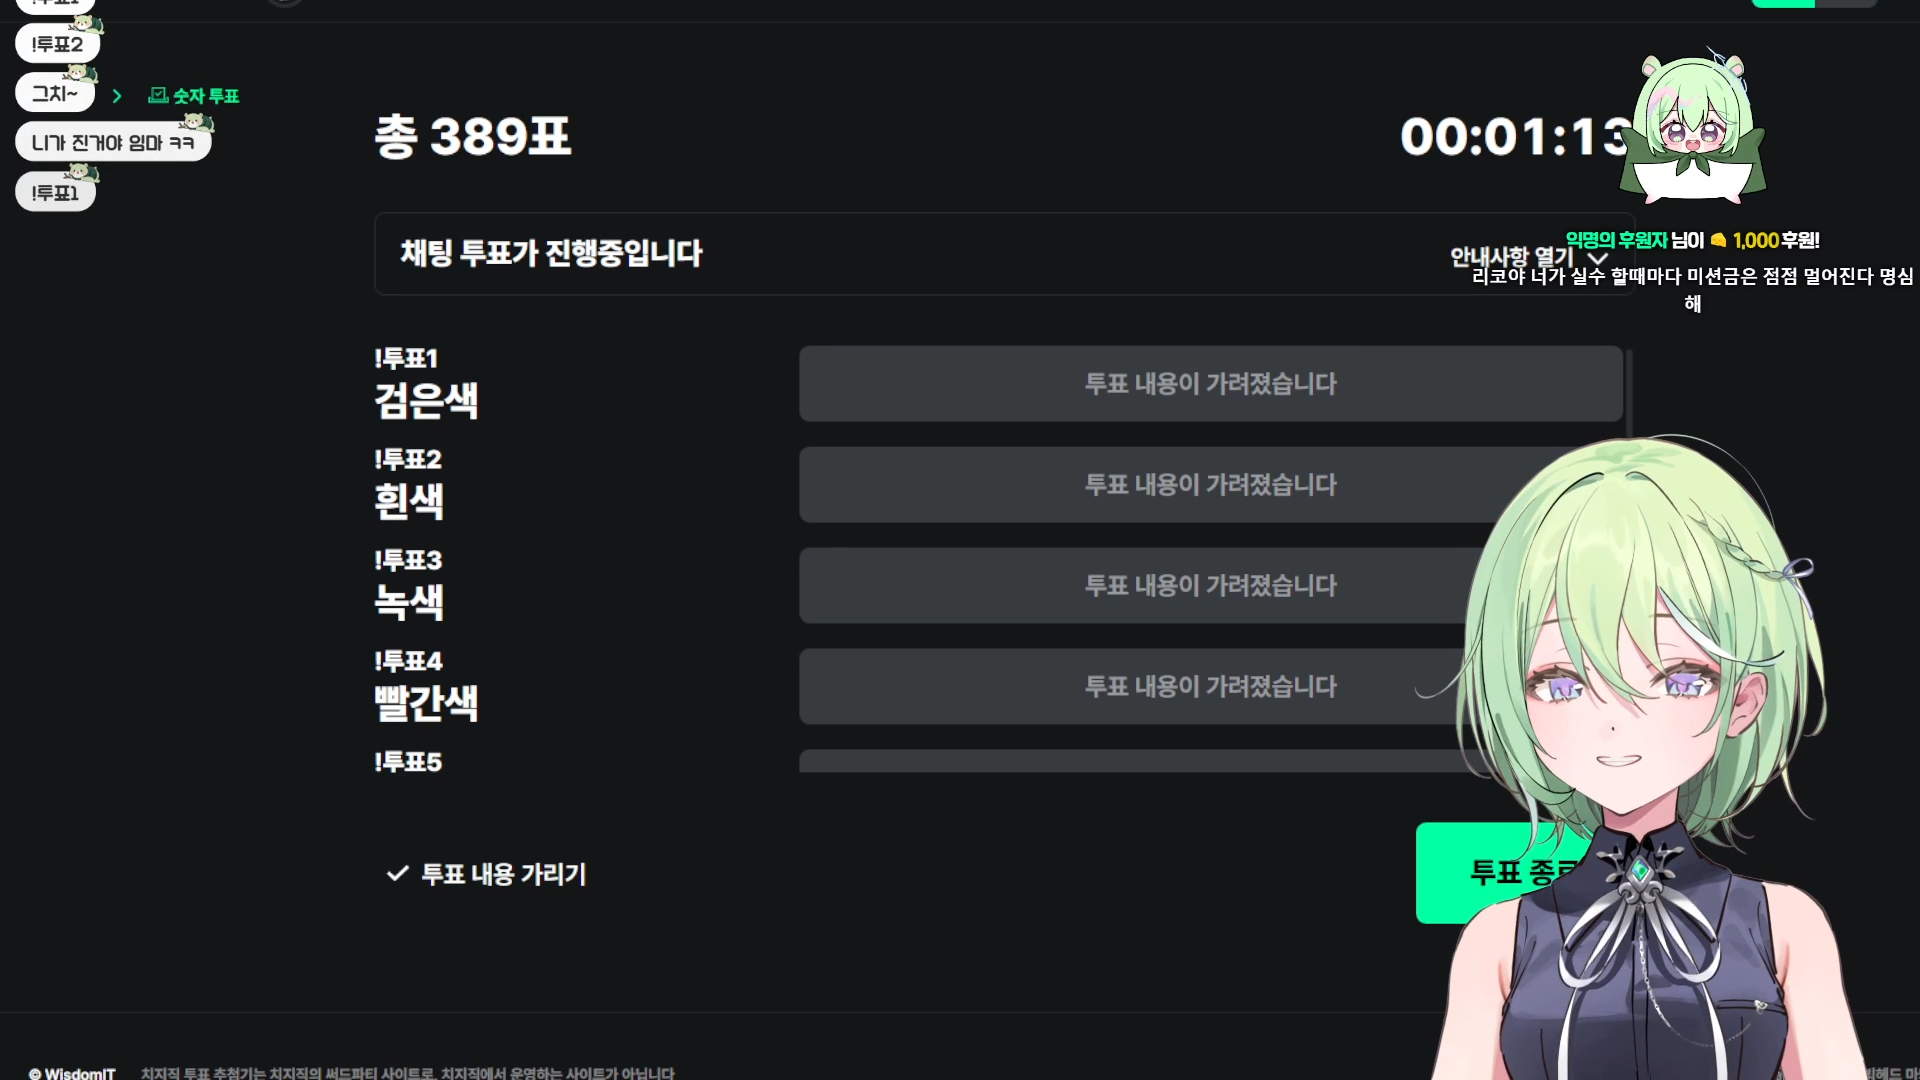 !투표1
!투표2
그치~
숫자 투표
니가 진거야 임마 ㅋㅋ
!투표1
총 389표
00:01:13
채팅 투표가 진행중입니다
안내사항 열기
익명의 후원자 님이 1,000 후원!
리코야 너가 실수 할때마다 미션금은 점점 멀어진다 명심
해
!투표1
검은색
투표 내용이 가려졌습니다
!투표2
흰색
투표 내용이 가려졌습니다
!투표3
녹색
투표 내용이 가려졌습니다
!투표4
빨간색
투표 내용이 가려졌습니다
!투표5
투표 내용 가리기
투표 종료
© WisdomIT
치지직 투표 추첨기는 치지직의 써드파티 사이트로, 치지직에서 운영하는 사이트가 아닙니다